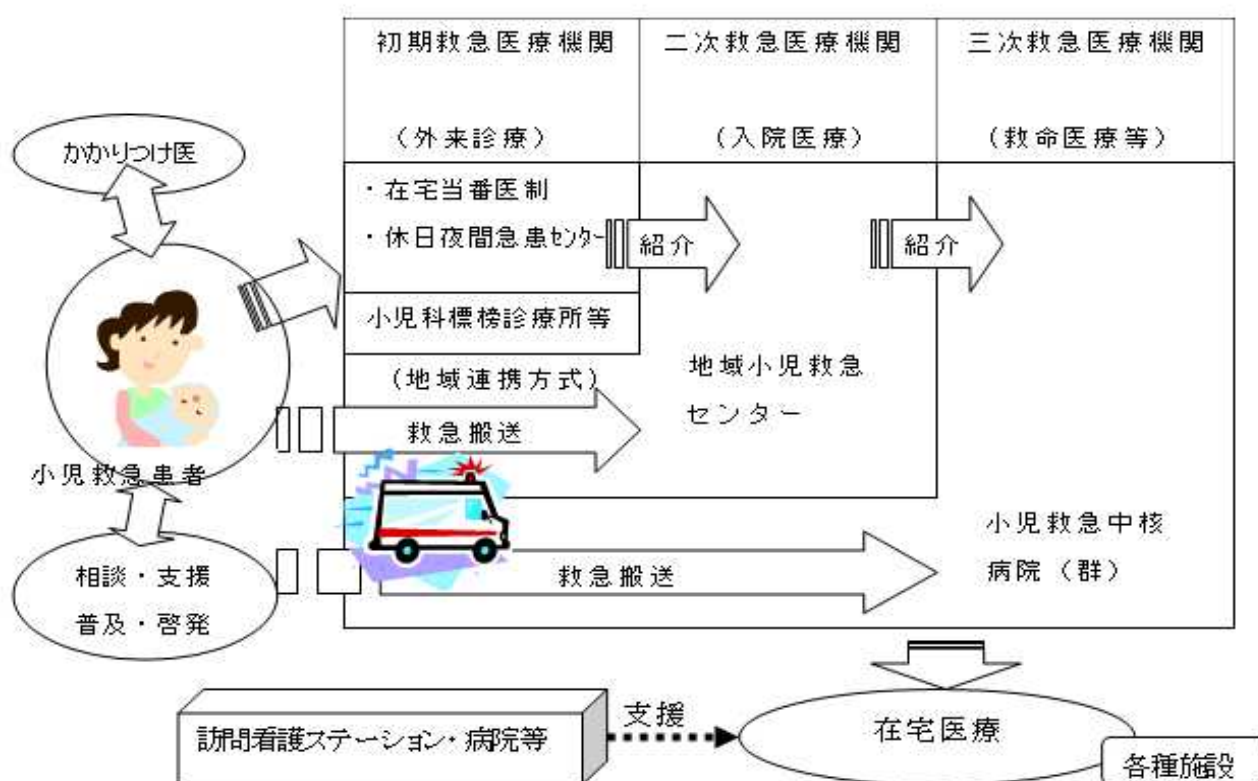 初期救急医療機関
二次救急医療機関
三次救急医療機関
（外来診療）
（入院医療）
（救命医療等）
かかりつけ医
・在宅当番医制
・休日夜間急患センター
紹介
紹介
小児科標榜診療所等
（地域連携方式）
地域小児救急
センター
救急搬送
小児救急患者
小児救急中核
病院（群）
救急搬送
相談・支援
普及・啓発
訪問看護ステーション・病院等
支援
在宅医療
各種施設